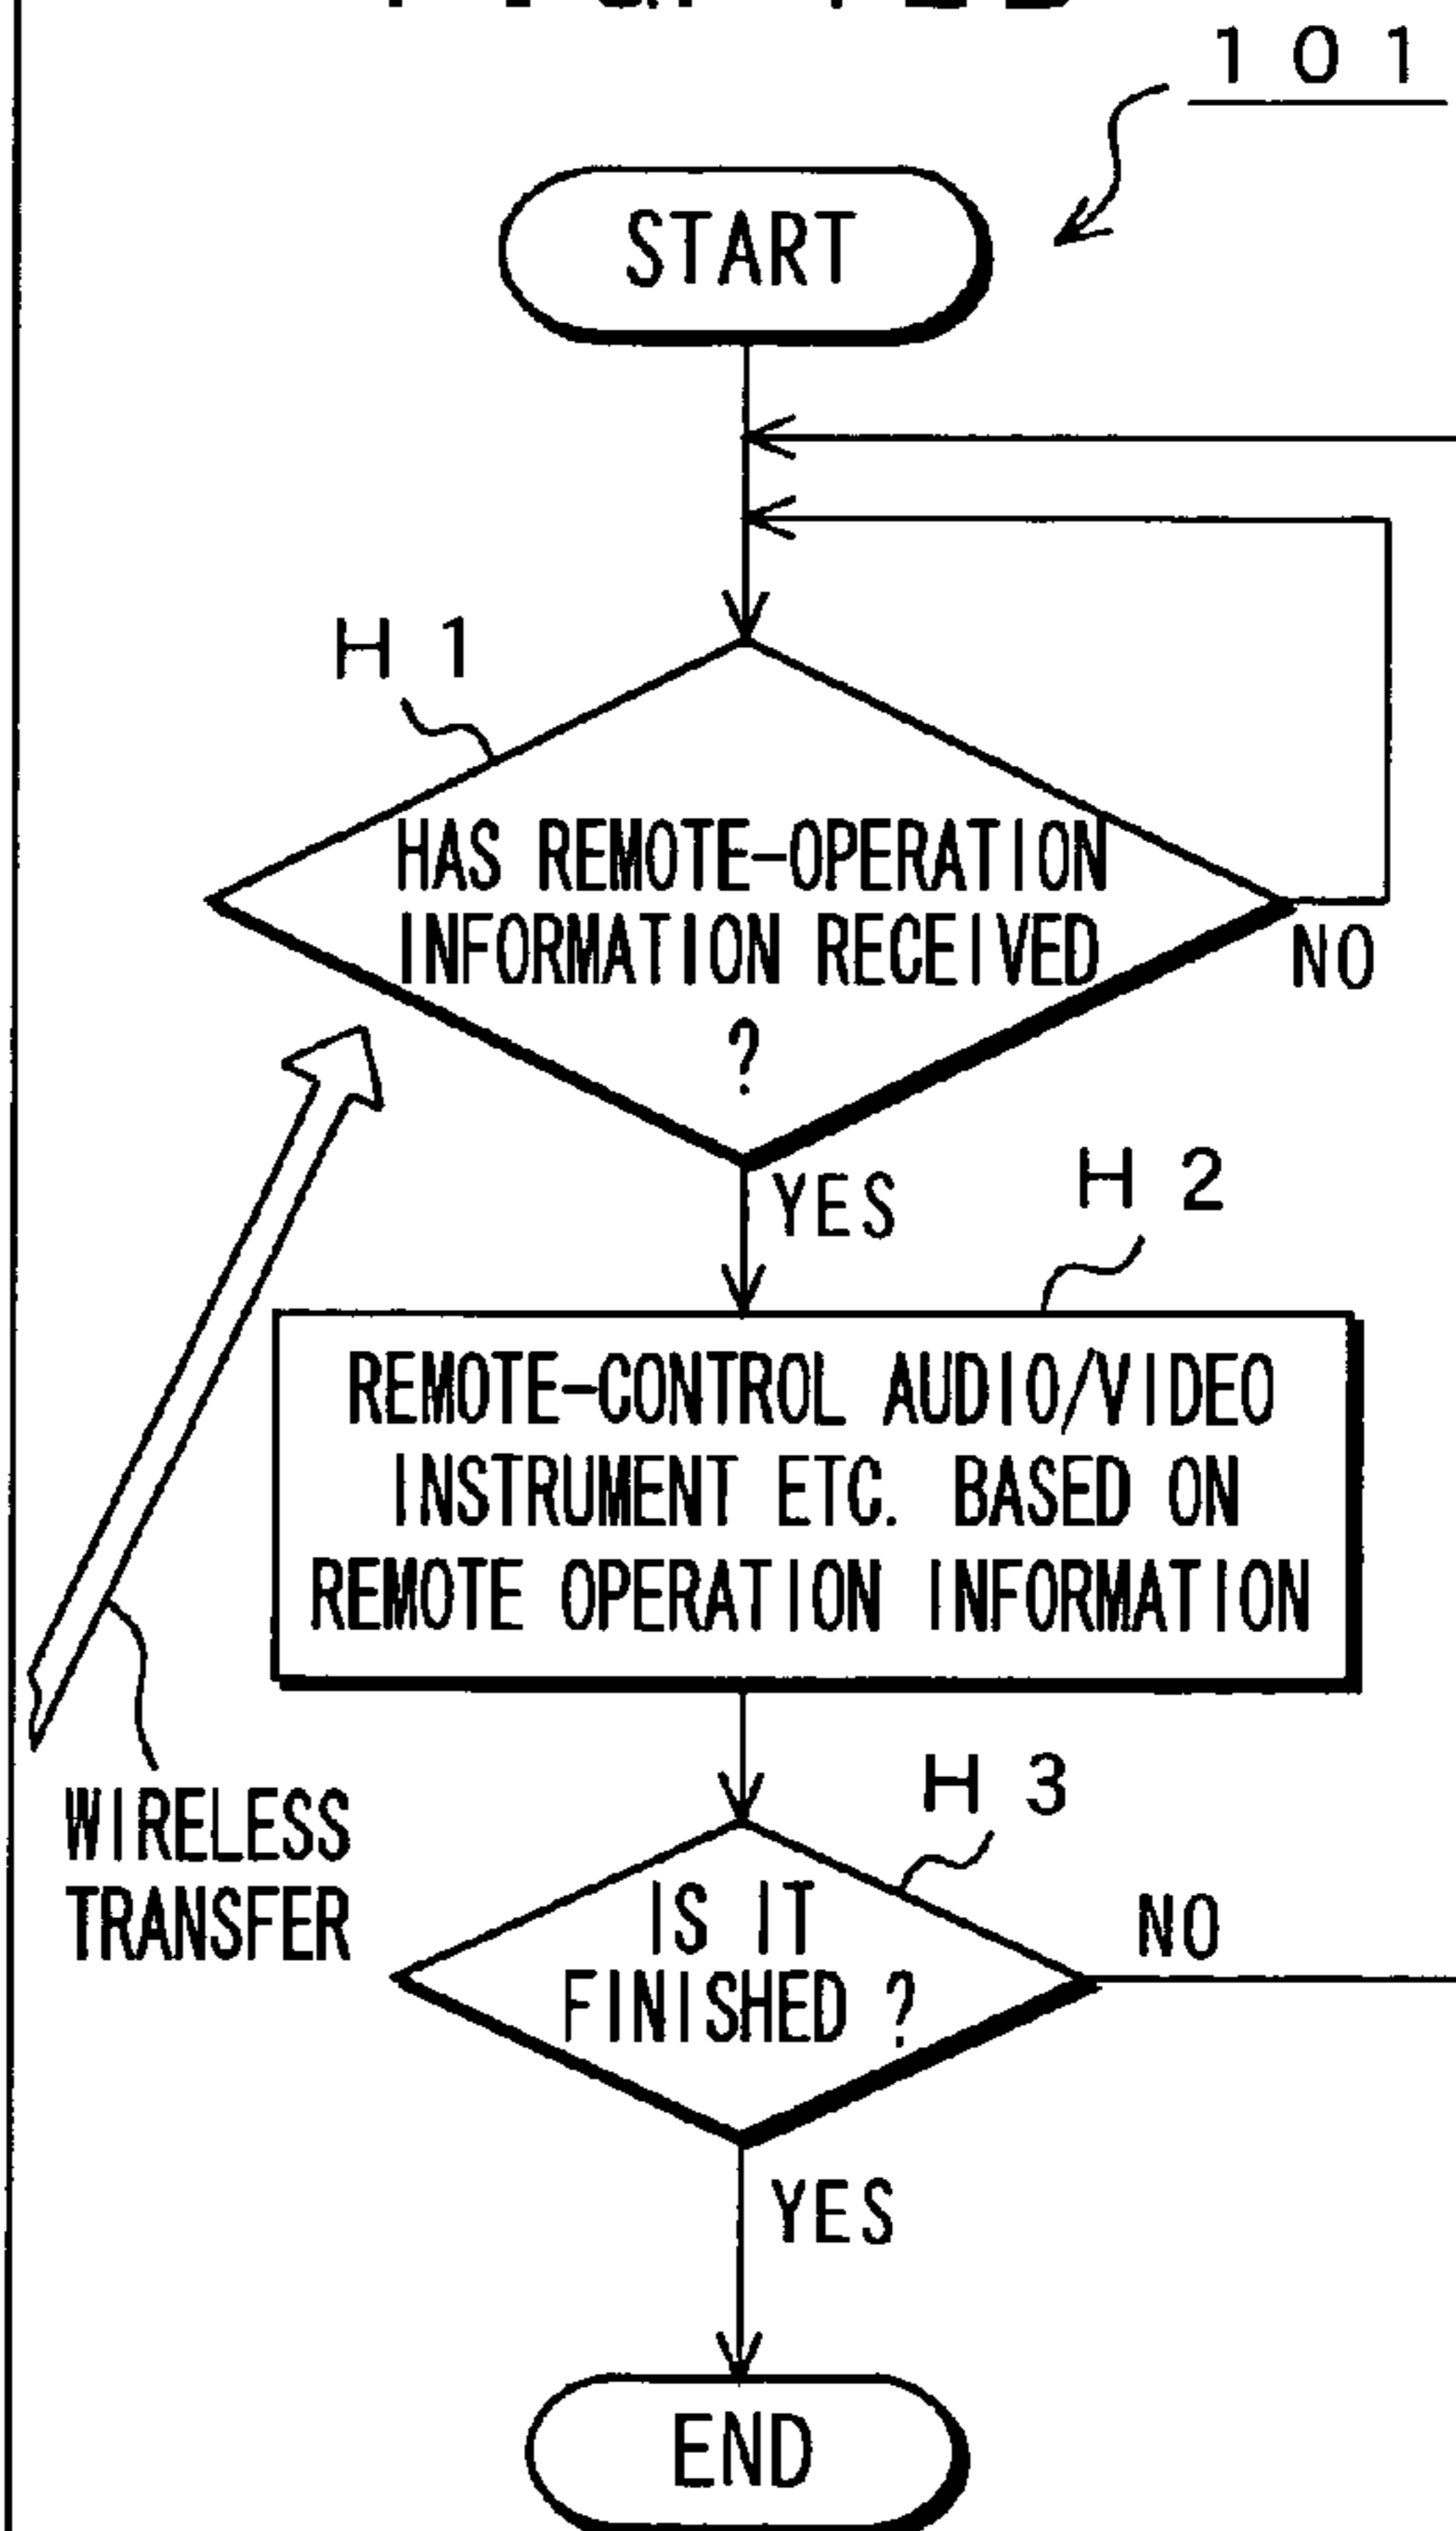 101
START
H1
HAS REMOTE-OPERATION
INFORMATION RECEIVED
?
NO
YES
H2
REMOTE-CONTROL AUDIO/VIDEO
INSTRUMENT ETC. BASED ON
REMOTE OPERATION INFORMATION
WIRELESS
TRANSFER
H3
IS IT
FINISHED ?
NO
YES
END